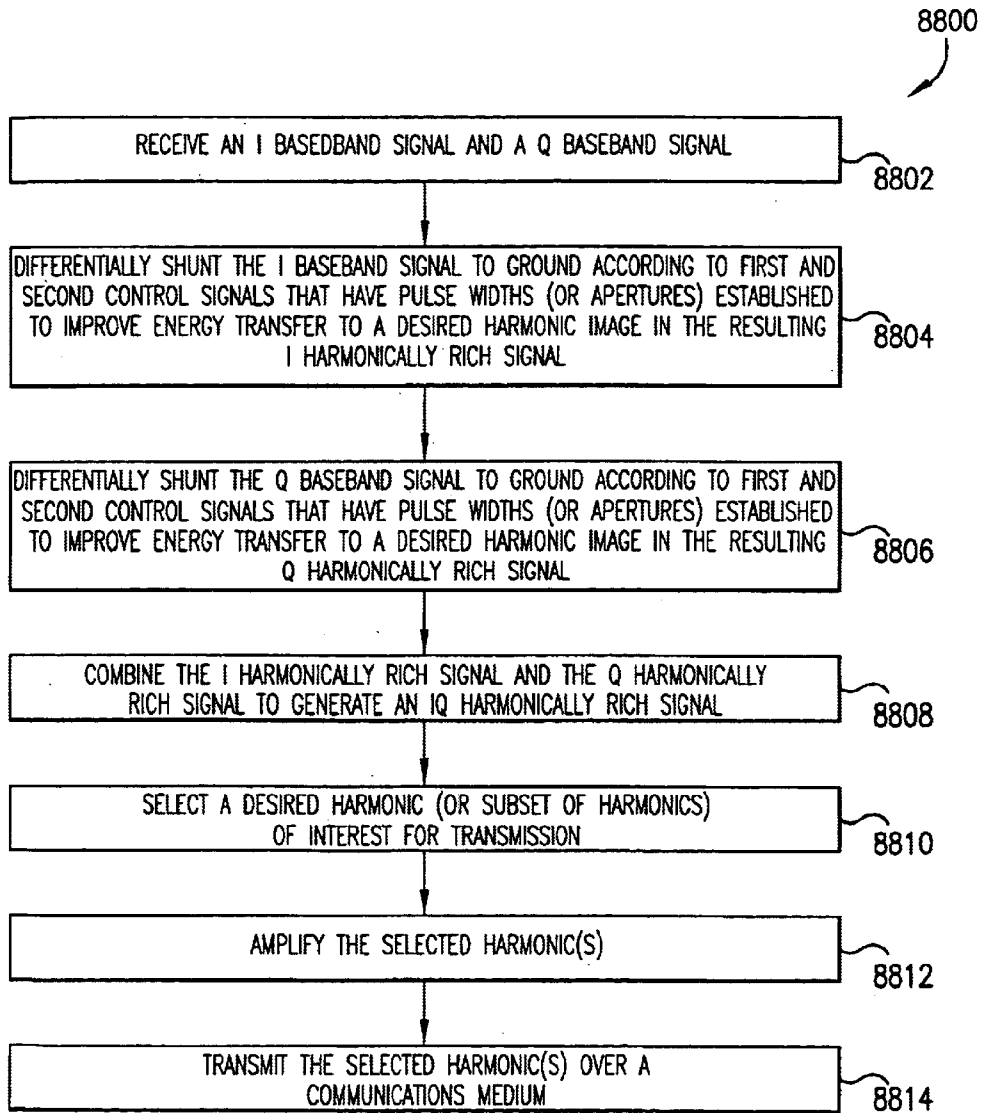 8800
RECEIVE AN I BASEDBAND SIGNAL AND A Q BASEBAND SIGNAL
8802
DIFFERENTIALLY SHUNT THE I BASEBAND SIGNAL TO GROUND ACCORDING TO FIRST AND
SECOND CONTROL SIGNALS THAT HAVE PULSE WIDTHS (OR APERTURES) ESTABLISHED
TO IMPROVE ENERGY TRANSFER TO A DESIRED HARMONIC IMAGE IN THE RESULTING
I HARMONICALLY RICH SIGNAL
8804
DIFFERENTIALLY SHUNT THE Q BASEBAND SIGNAL TO GROUND ACCORDING TO FIRST AND
SECOND CONTROL SIGNALS THAT HAVE PULSE WIDTHS (OR APERTURES) ESTABLISHED
TO IMPROVE ENERGY TRANSFER TO A DESIRED HARMONIC IMAGE IN THE RESULTING
Q HARMONICALLY RICH SIGNAL
8806
COMBINE THE I HARMONICALLY RICH SIGNAL AND THE Q HARMONICALLY
RICH SIGNAL TO GENERATE AN IQ HARMONICALLY RICH SIGNAL
8808
SELECT A DESIRED HARMONIC (OR SUBSET OF HARMONICS)
OF INTEREST FOR TRANSMISSION
8810
AMPLIFY THE SELECTED HARMONIC(S)
8812
TRANSMIT THE SELECTED HARMONIC(S) OVER A
COMMUNICATIONS MEDIUM
8814